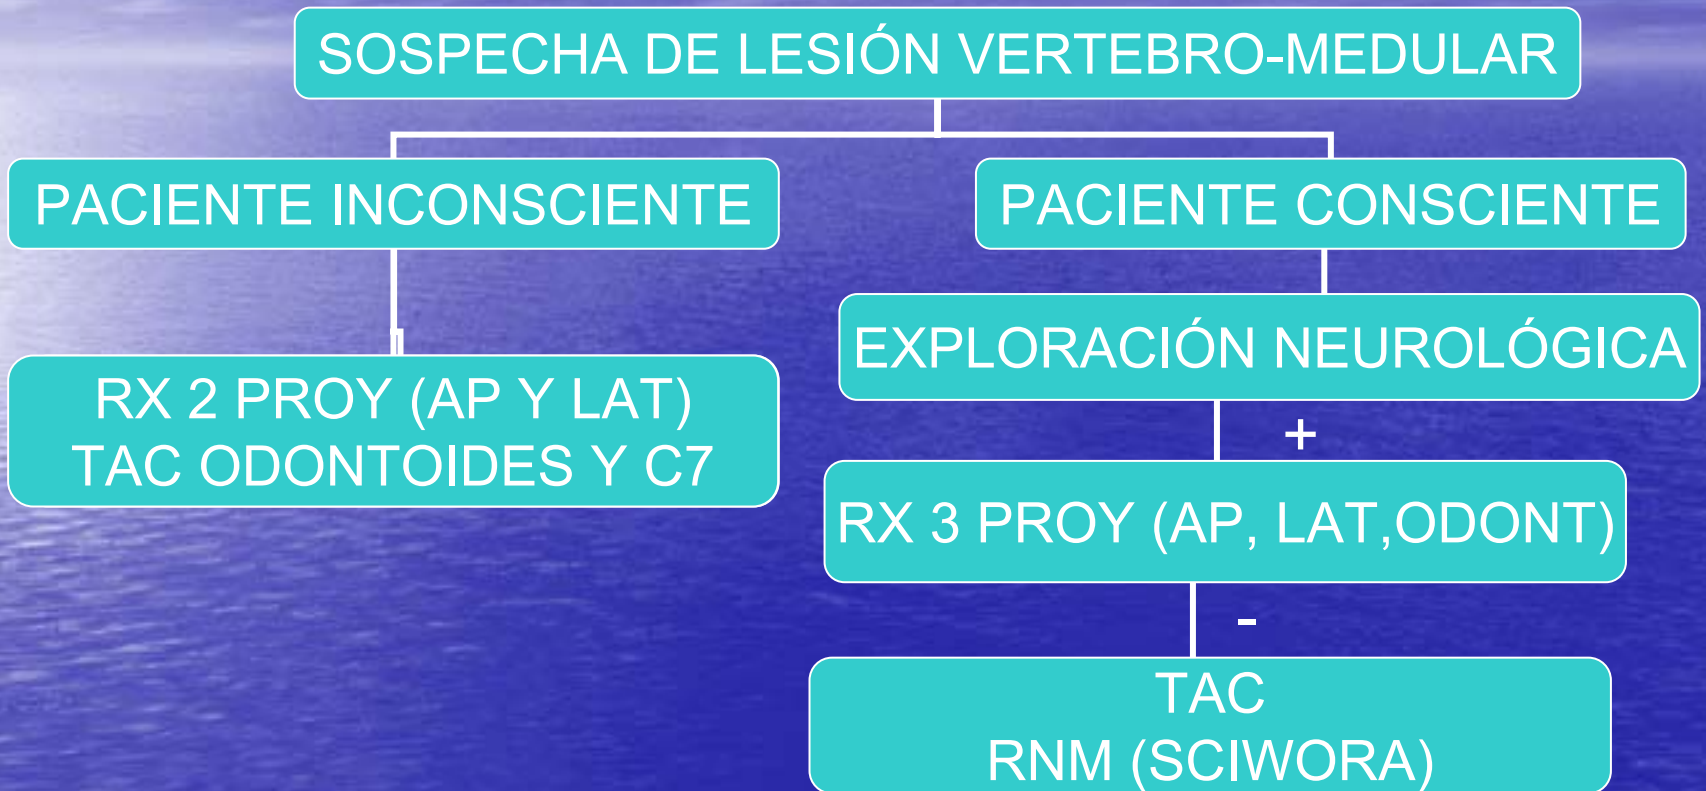 SOSPECHA DE LESIÓN VERTEBRO-MEDULAR
PACIENTE INCONSCIENTE
PACIENTE CONSCIENTE
EXPLORACIÓN NEUROLÓGICA
RX 2 PROY (AP Y LAT)
TAC ODONTOIDES Y C7
+
RX 3 PROY (AP, LAT,ODONT)
-
TAC
RNM (SCIWORA)